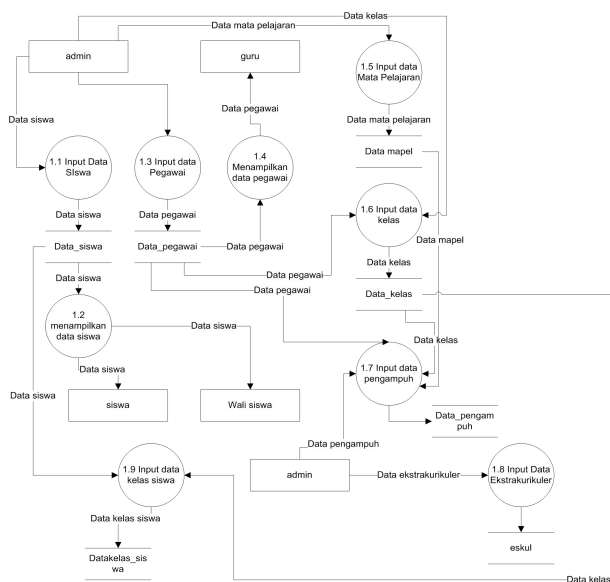 Data kelas
Data mata pelajaran
admin
guru
1.5 Input data
Mata Pelajaran
Data siswa
Data pegawai
Data mata pelajaran
1.1 Input Data
SIswa
1.3 Input data
Pegawai
1.4
Menampilkan
data pegawai
Data mapel
Data siswa
Data pegawai
1.6 Input data
kelas
Data_siswa
Data_pegawai
Data pegawai
Data mapel
Data siswa
Data pegawai
Data kelas
Data pegawai
Data_kelas
1.2
menampilkan
data siswa
Data siswa
Data kelas
Data siswa
1.7 Input data
pengampuh
Data siswa
siswa
Wali siswa
Data_pengam
puh
Data pengampuh
1.9 Input data
kelas siswa
admin
Data ekstrakurikuler
1.8 Input Data
Ekstrakurikuler
Data kelas siswa
Datakelas_sis
wa
eskul
Data kelas